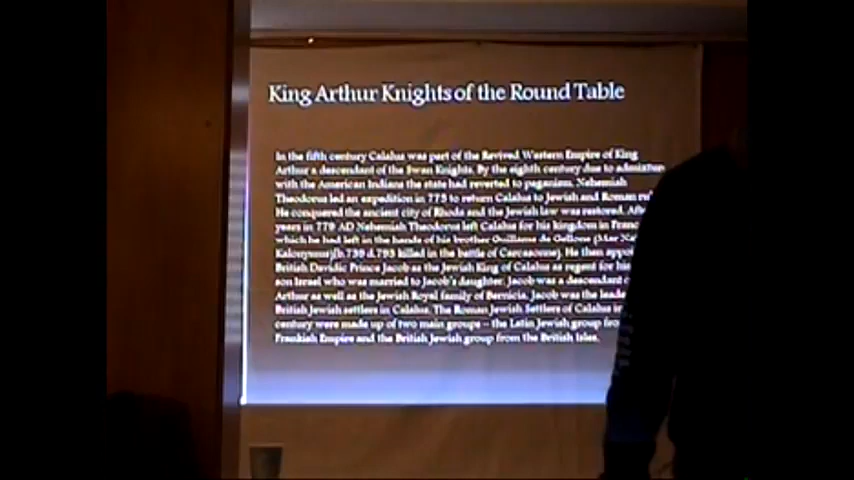 King Arthur Knights of the Round Table
In the fifth century Calalus was part of the Revived Western Empire of King
Arthur a descendant of the Swan Knights. By the eighth century due to admixture
with the American Indians the state had reverted to paganism. Nehemiah
Theodorus led an expedition in 775 to return Calalus to Jewish and Roman
He conquered the ancient city of Rhoda and the Jewish law was restored.
years in 779 AD Nehemiah Theodorus left Calalus for his kingdom in
which he had left in the hands of his brother Guillaume de Gellone (Mar
Kalonymus)(b.730 d.793 killed in the battle of Carcasonne). He then
British Davidic Prince Jacob as the Jewish King of Calalus as regent for his
son Israel who was married to Jacob's daughter. Jacob was a descendant
Arthur as well as the Jewish Royal family of Bernicia. Jacob was the
British Jewish settlers in Calalus. The Roman Jewish Settlers of Calalus
century were made up of two main groups – the Latin Jewish group
Frankish Empire and the British Jewish group from the British Isles.